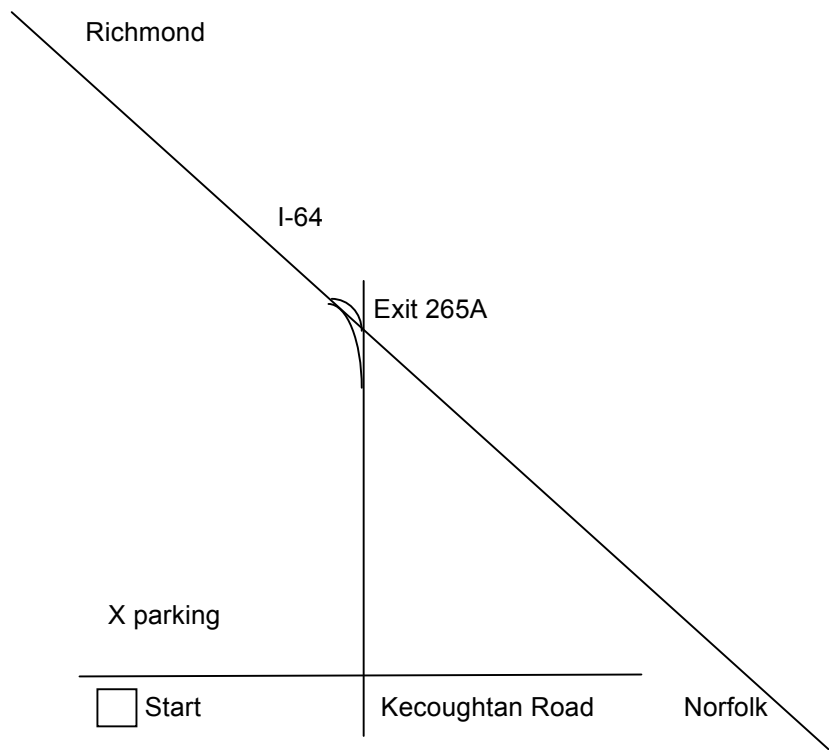 Richmond
I-64
Exit 265A
X parking
Start
Kecoughtan Road
Norfolk